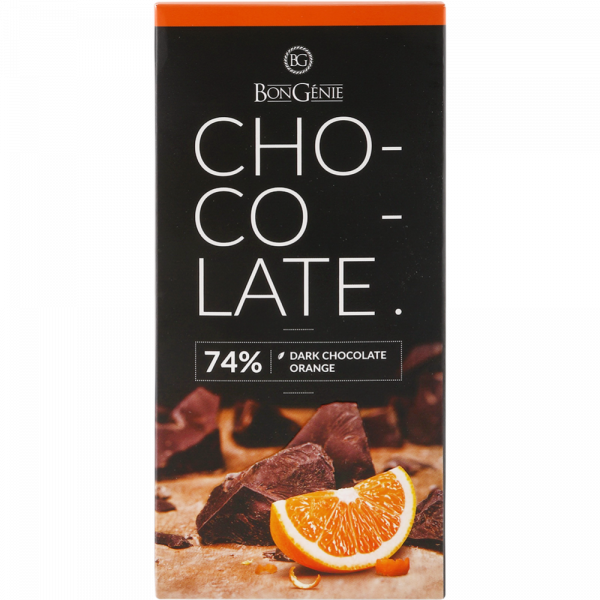 BG
BONGÉNIE
CHO-
CO -
LATE.
74%
DARK CHOCOLATE
ORANGE